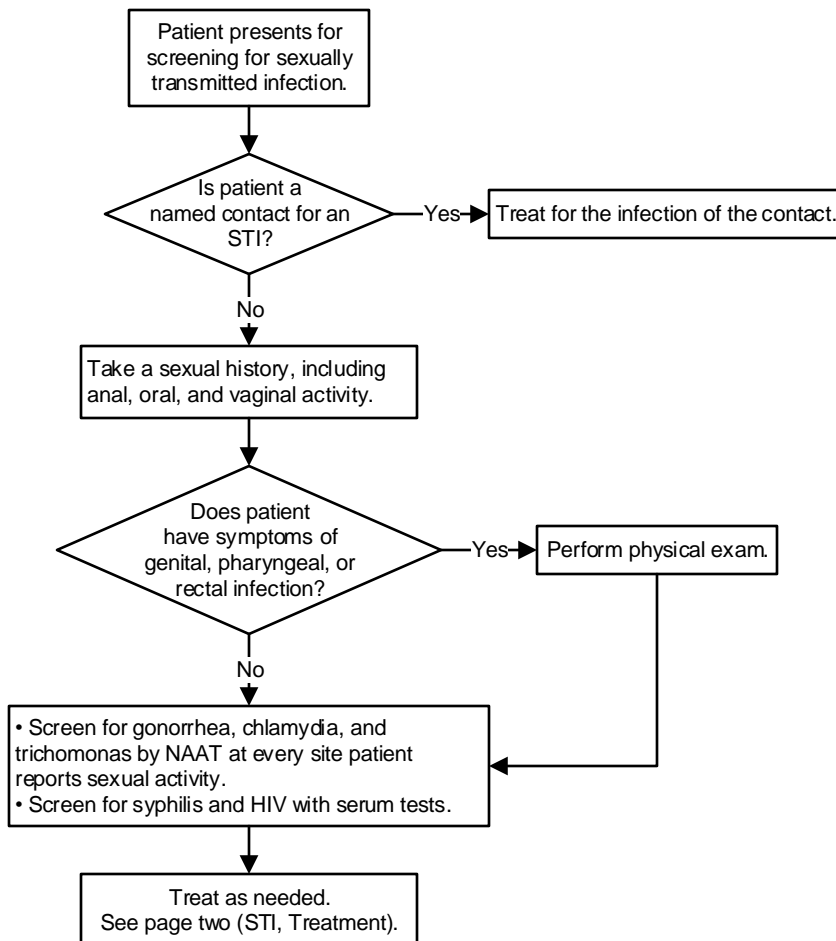 Patient presents for
screening for sexually
transmitted infection.
Is patient a
named contact for an
STI?
Yes
Treat for the infection of the contact.
No
Take a sexual history, including
anal, oral, and vaginal activity.
Does patient
have symptoms of
genital, pharyngeal, or
rectal infection?
Yes
Perform physical exam.
No
• Screen for gonorrhea, chlamydia, and
trichomonas by NAAT at every site patient
reports sexual activity.
• Screen for syphilis and HIV with serum tests.
Treat as needed.
See page two (STI, Treatment).